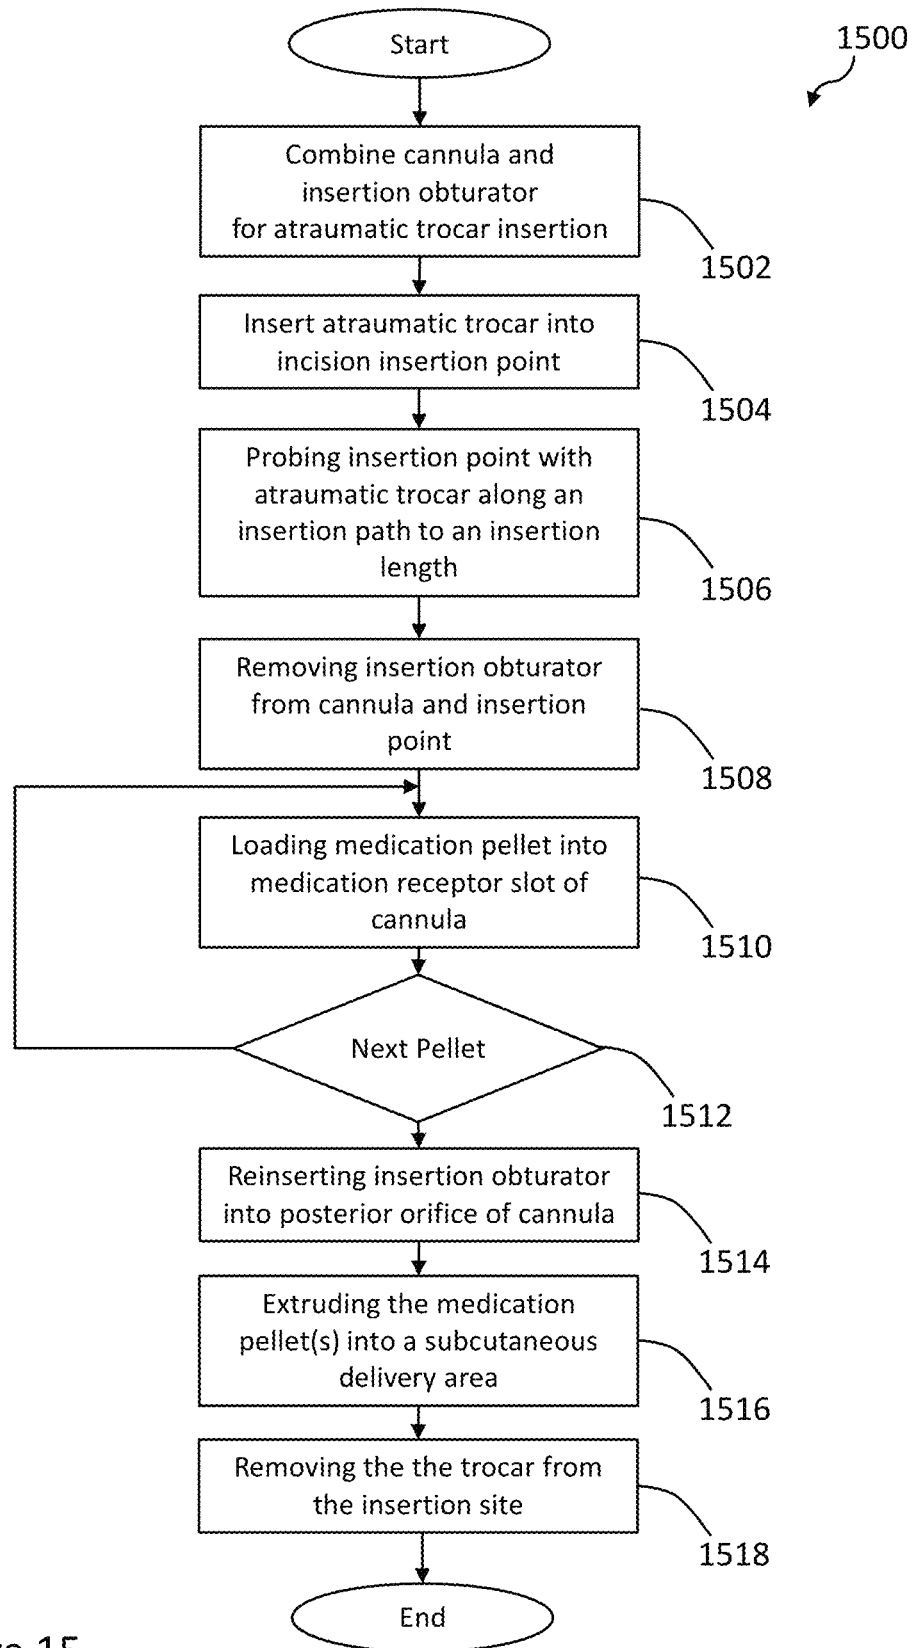 Start
1500
Combine cannula and
insertion obturator
for atraumatic trocar insertion
1502
Insert atraumatic trocar into
incision insertion point
1504
Probing insertion point with
atraumatic trocar along an
insertion path to an insertion
length
1506
Removing insertion obturator
from cannula and insertion
point
1508
Loading medication pellet into
medication receptor slot of
cannula
1510
Next Pellet
1512
Reinserting insertion obturator
into posterior orifice of cannula
1514
Extruding the medication
pellet(s) into a subcutaneous
delivery area
1516
Removing the the trocar from
the insertion site
1518
End